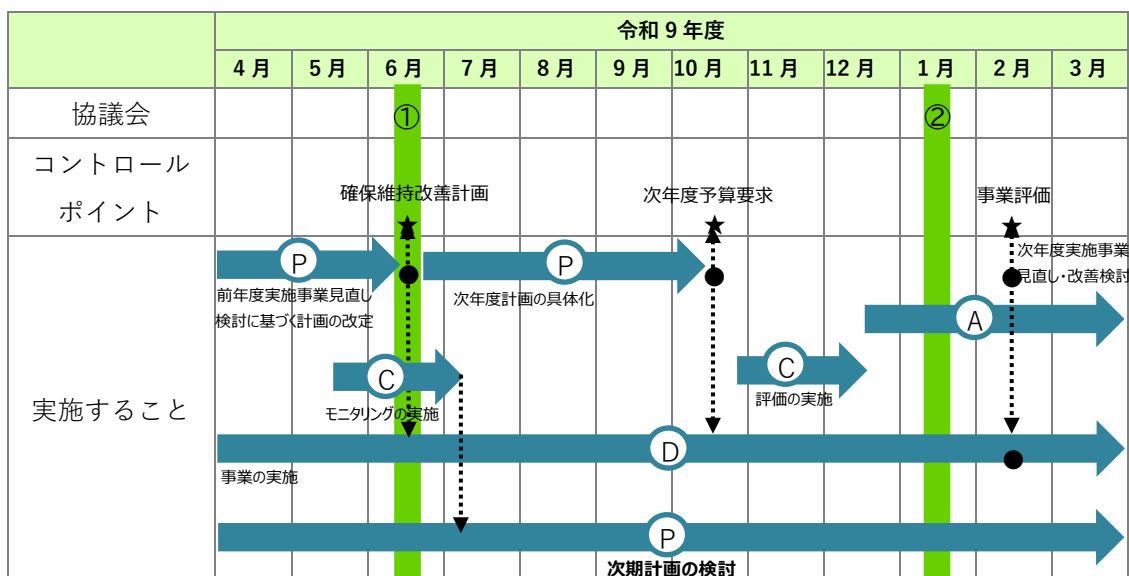 令和9年度
4月 5月 6月 7月 8月 9月 10月 11月 12月 1月 2月 3月
協議会
① ②
コントロール
ポイント
確保維持改善計画 次年度予算要求 事業評価
実施すること
P
前年度実施事業見直し
検討に基づく計画の改定
P
次年度計画の具体化
次年度実施事業
見直し・改善検討
A
C
モニタリングの実施
C
評価の実施
D
事業の実施
P
次期計画の検討